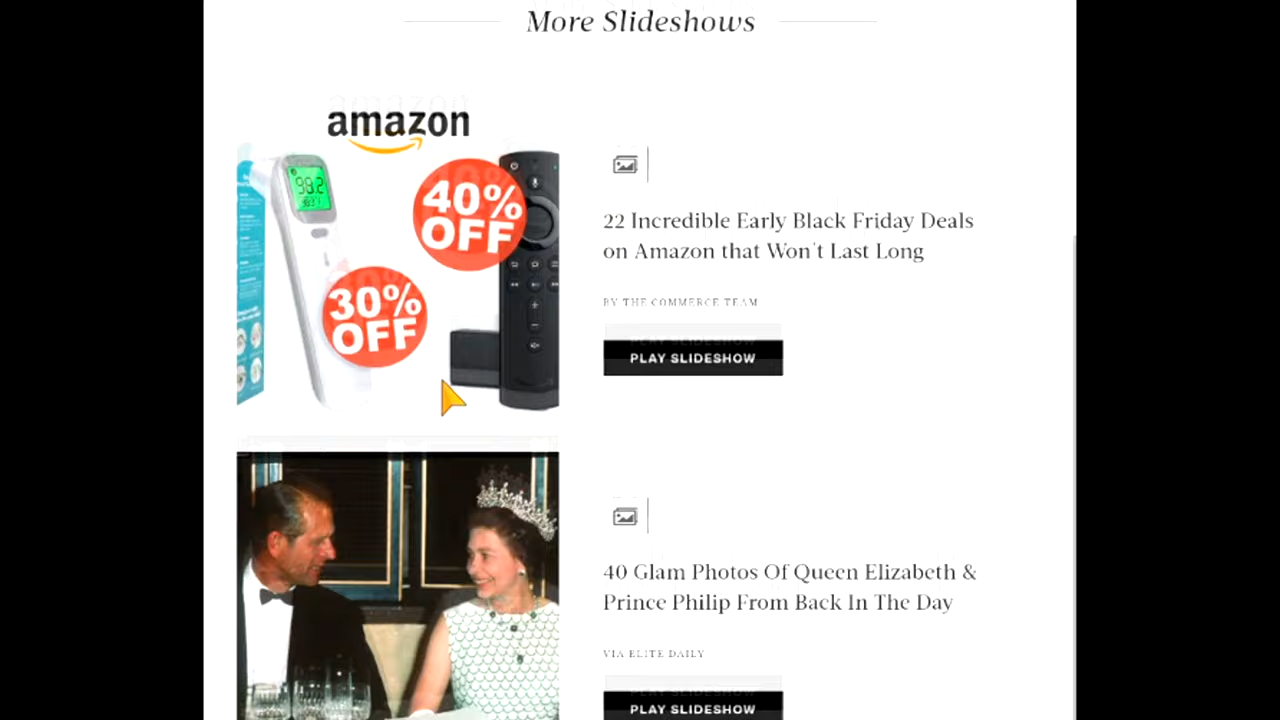 More Slideshows
amazon
99.2
40%
OFF
30%
OFF
22 Incredible Early Black Friday Deals
on Amazon that Won't Last Long
BY THE COMMERCE TEAM
PLAY SLIDESHOW
40 Glam Photos Of Queen Elizabeth &
Prince Philip From Back In The Day
VIA ELITE DAILY
PLAY SLIDESHOW